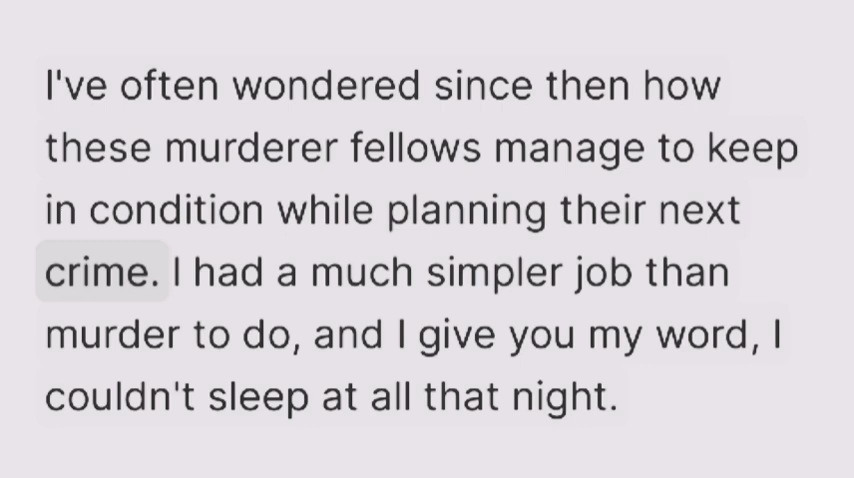 I've often wondered since then how
these murderer fellows manage to keep
in condition while planning their next
crime. I had a much simpler job than
murder to do, and I give you my word, I
couldn't sleep at all that night.